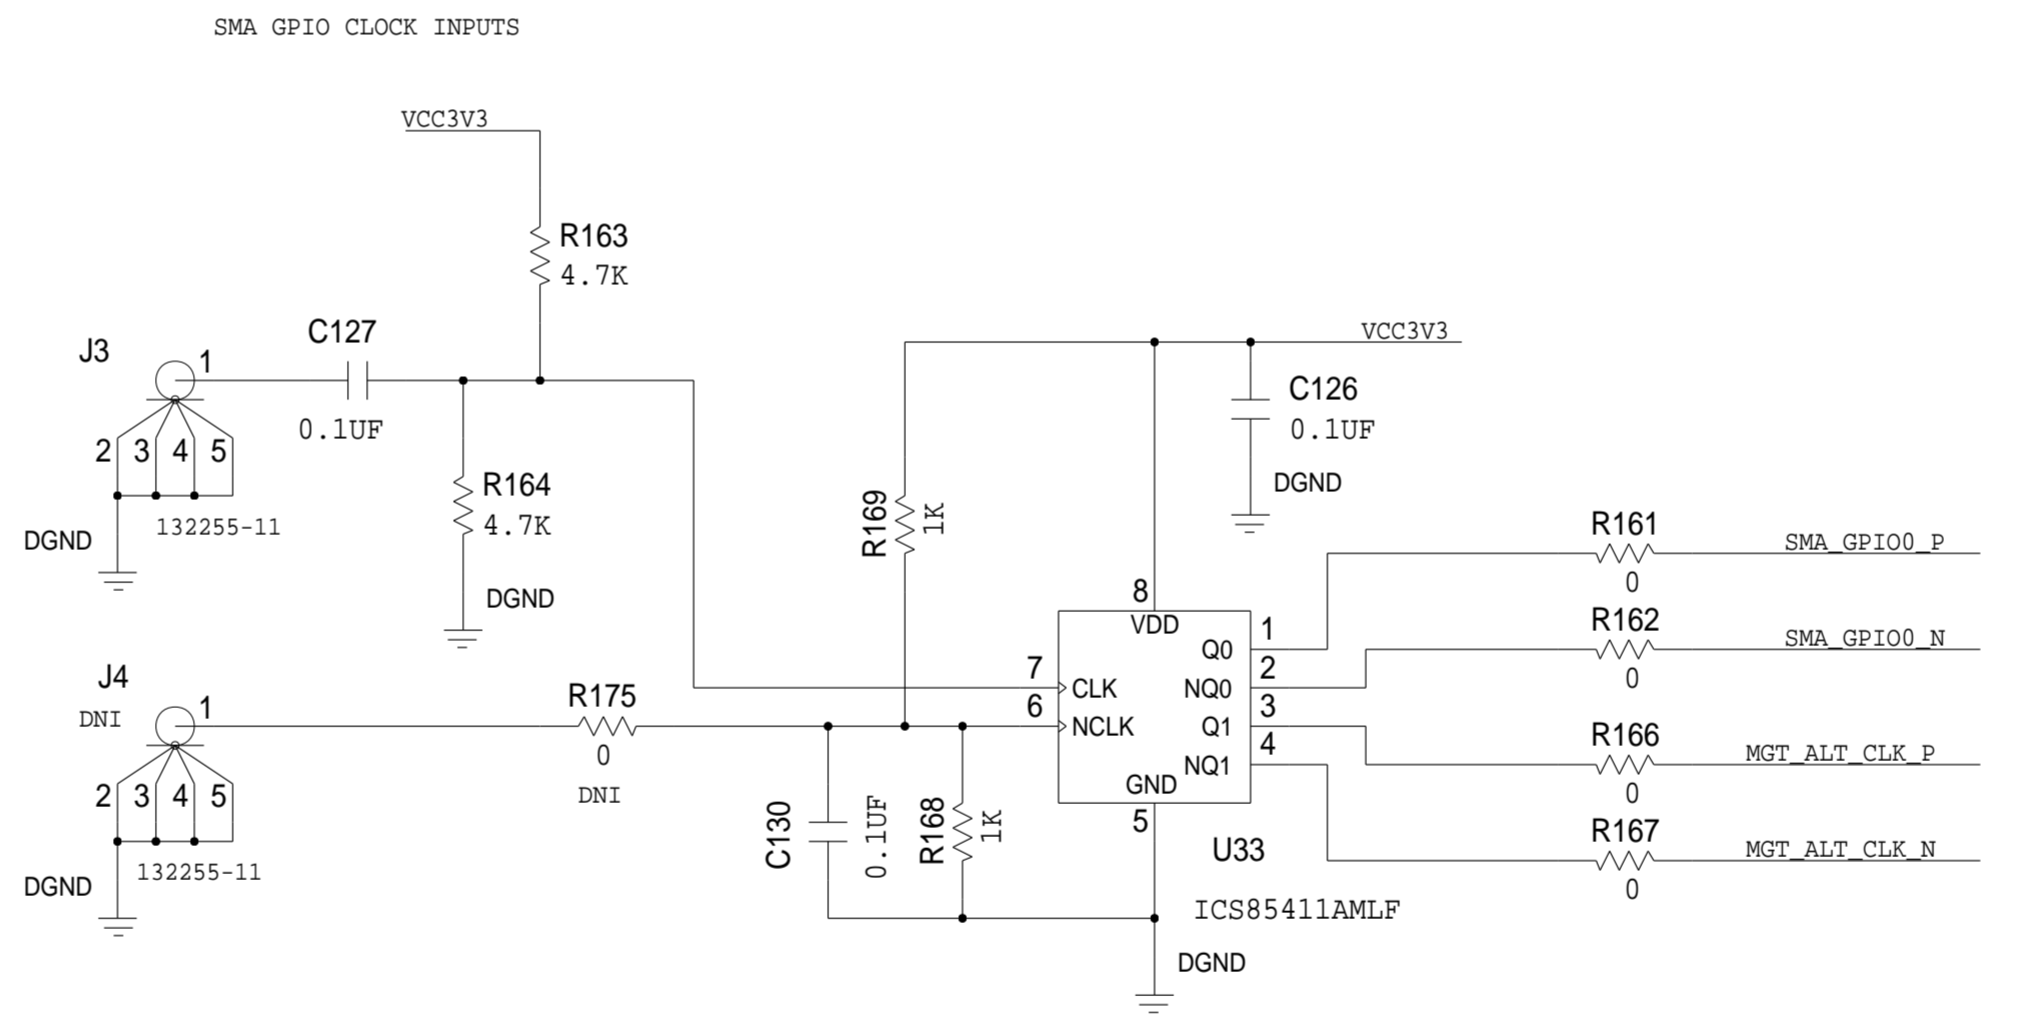 SMA GPIO CLOCK INPUTS
VCC3V3
R163
4.7K
C127
0.1UF
J3
1
2 3 4 5
132255-11
DGND
R164
4.7K
DGND
VCC3V3
C126
0.1UF
DGND
R169
1K
J4
DNI
1
2 3 4 5
132255-11
DGND
R175
0
DNI
C130
0.1UF
R168
1K
8
VDD
7
CLK
6
NCLK
Q0
1
NQ0
2
Q1
3
NQ1
4
GND
5
U33
ICS85411AMLF
DGND
R161
0
SMA_GPIO0_P
R162
0
SMA_GPIO0_N
R166
0
MGT_ALT_CLK_P
R167
0
MGT_ALT_CLK_N